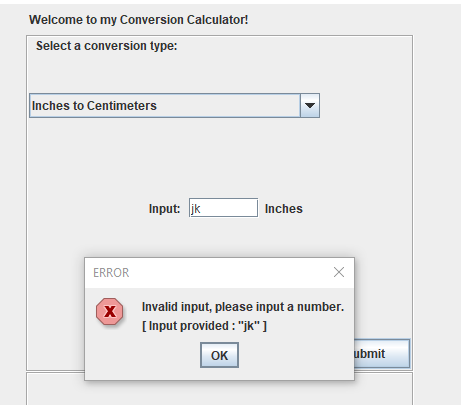 Welcome to my Conversion Calculator!
Select a conversion type:
Inches to Centimeters
Input: jk Inches
ERROR
Invalid input, please input a number.
[ Input provided : "jk" ]
OK
ubmit